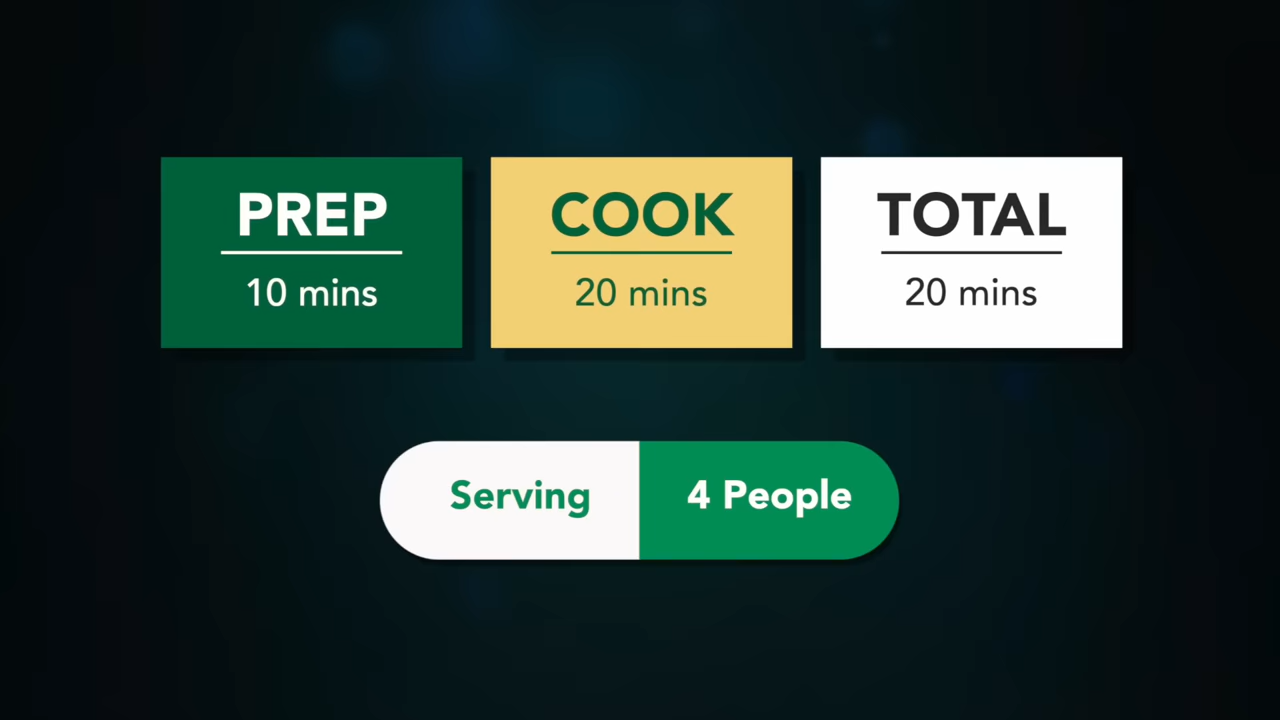 PREP
10 mins
COOK
20 mins
TOTAL
20 mins
Serving
4 People